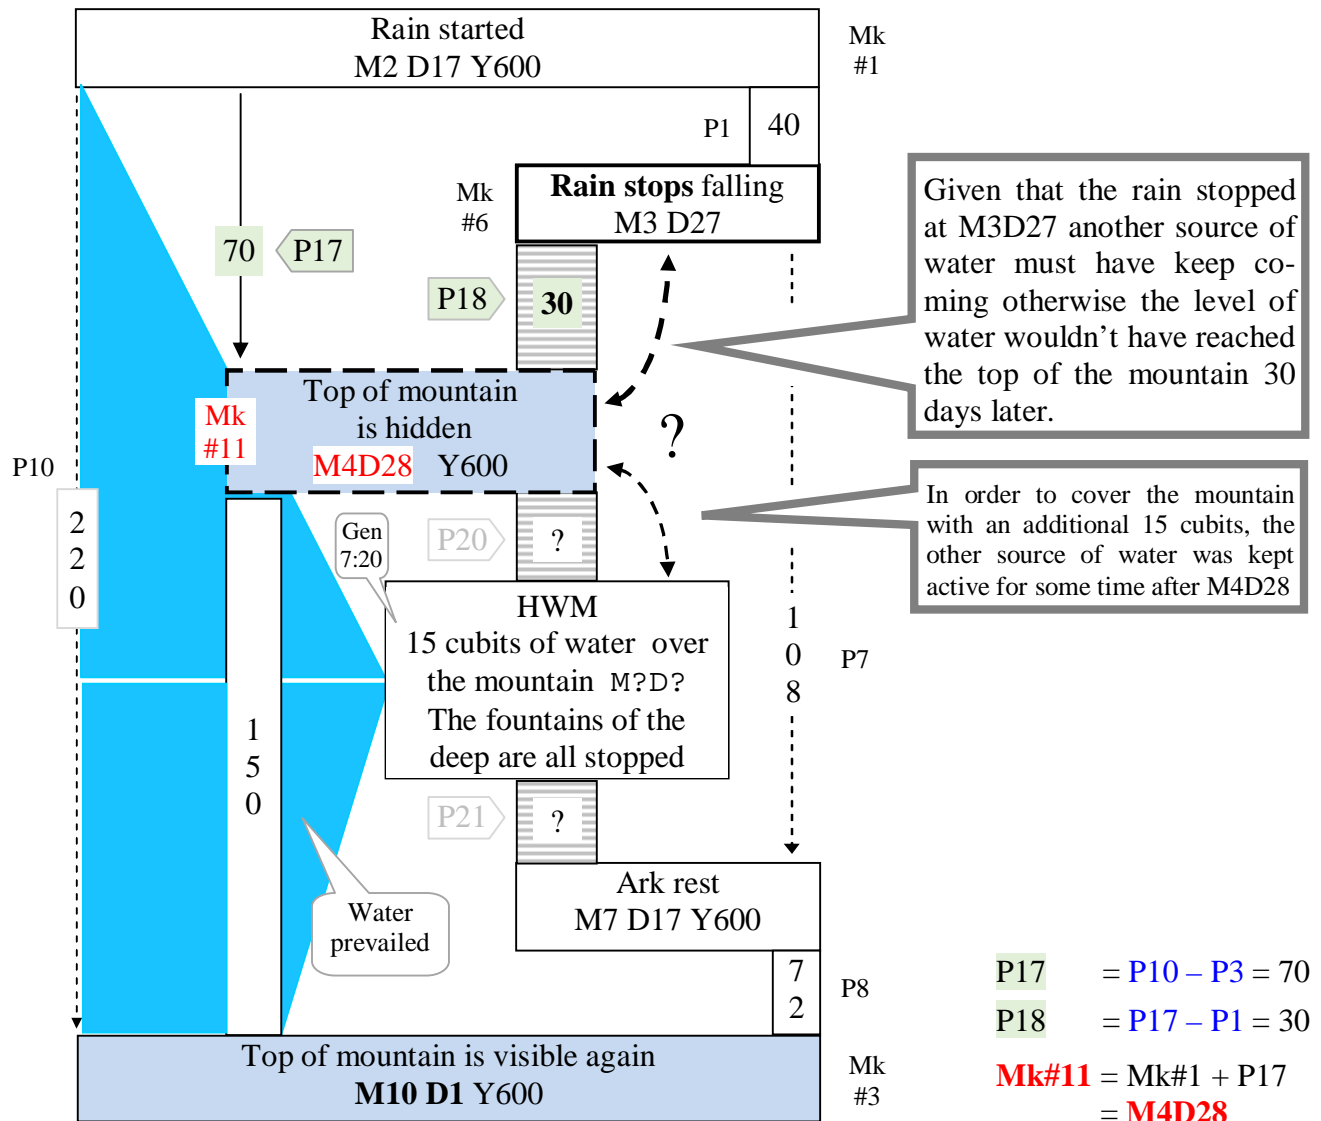 Rain started
M2 D17 Y600
Mk
#1
P1
40
Rain stops falling
M3 D27
Mk
#6
70
P17
P18
30
Given that the rain stopped
at M3D27 another source of
water must have keep co-
ming otherwise the level of
water wouldn’t have reached
the top of the mountain 30
days later.
Top of mountain
is hidden
M4D28 Y600
Mk
#11
?
P10
2
2
0
In order to cover the mountain
with an additional 15 cubits, the
other source of water was kept
active for some time after M4D28
Gen
7:20
P20
?
HWM
15 cubits of water over
the mountain M?D?
The fountains of the
deep are all stopped
1
0
8
P7
1
5
0
P21
?
Ark rest
M7 D17 Y600
Water
prevailed
7
2
P8
Top of mountain is visible again
M10 D1 Y600
Mk
#3
P17 = P10 – P3 = 70
P18 = P17 – P1 = 30
Mk#11 = Mk#1 + P17
= M4D28